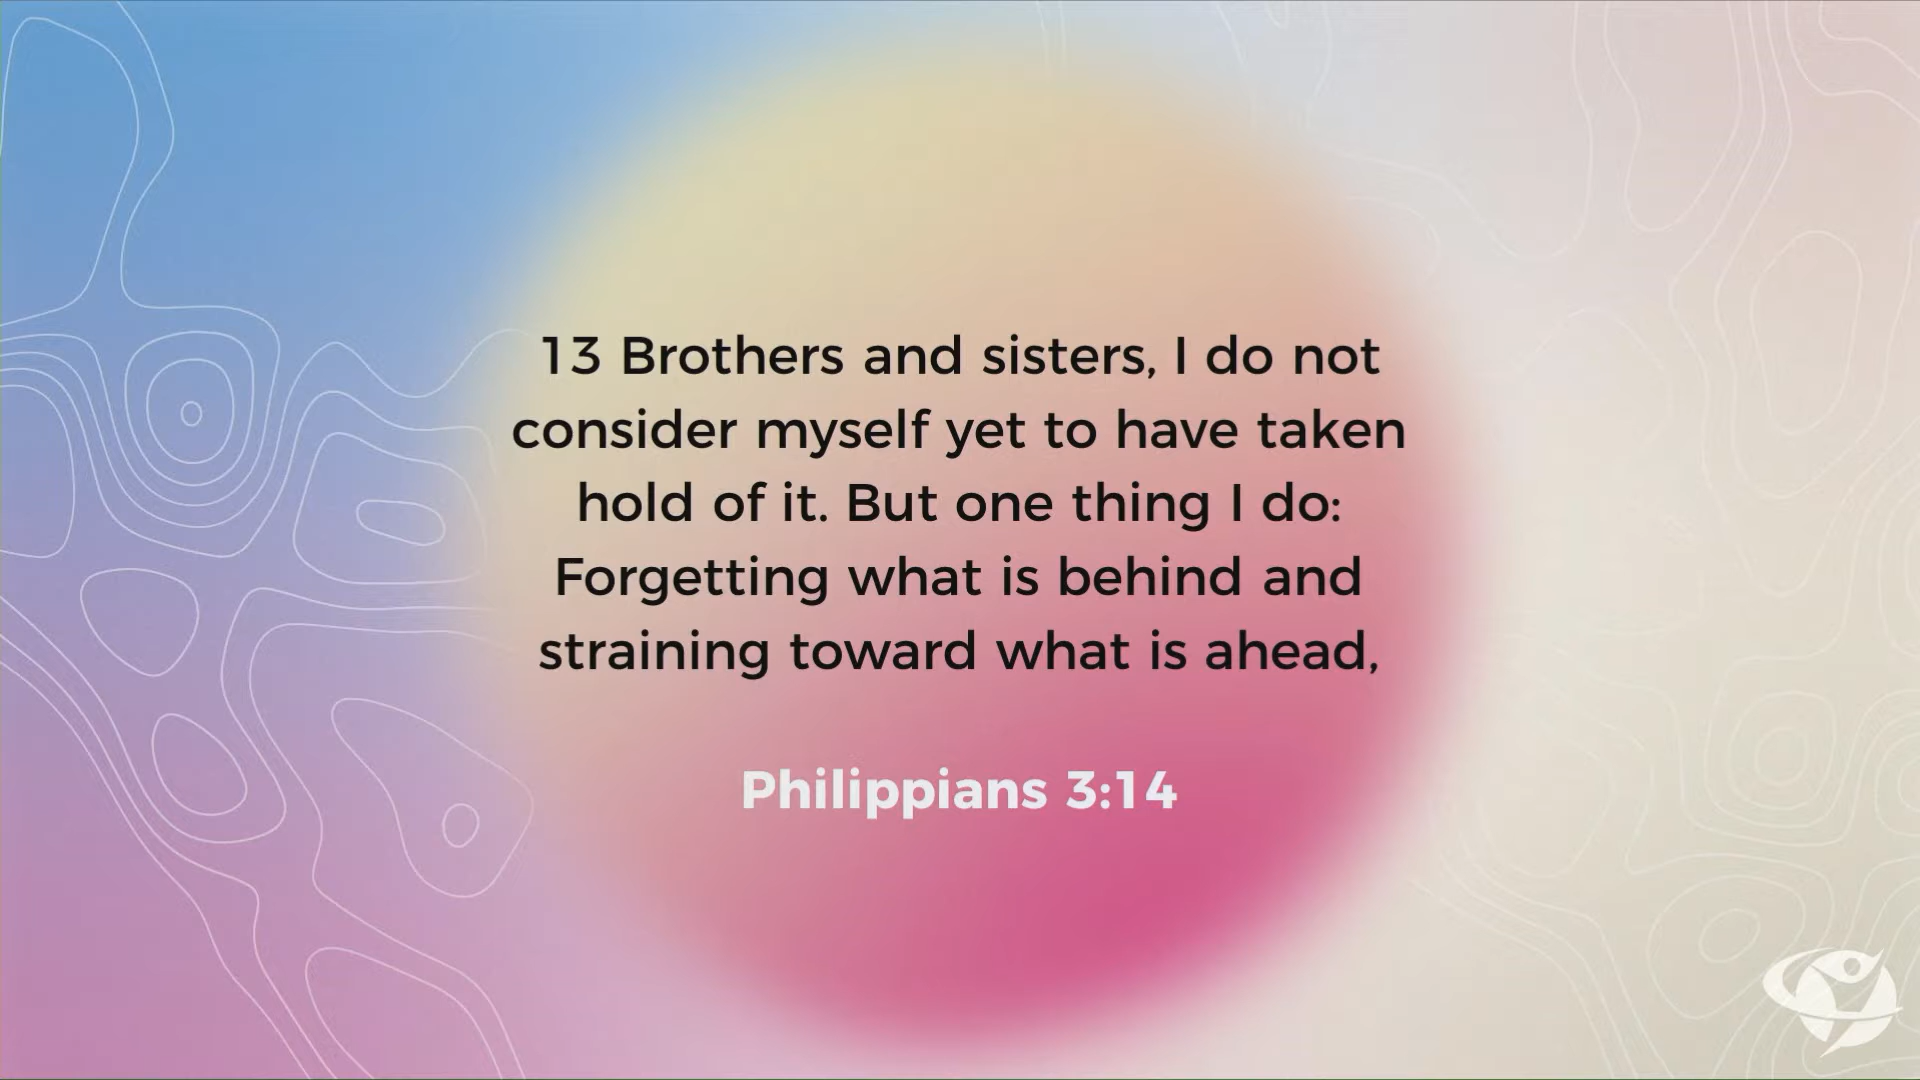 13 Brothers and sisters, I do not
consider myself yet to have taken
hold of it. But one thing I do:
Forgetting what is behind and
straining toward what is ahead,
Philippians 3:14